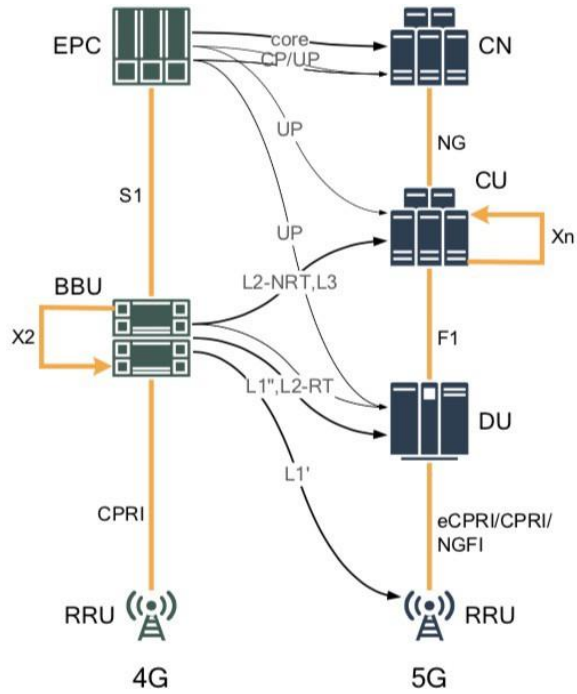 EPC
core
CP/UP
CN
UP
NG
S1
CU
Xn
UP
BBU
L2-NRT,L3
X2
F1
L1",L2-RT
DU
L1'
CPRI
eCPRI/CPRI/
NGFI
RRU
RRU
4G
5G